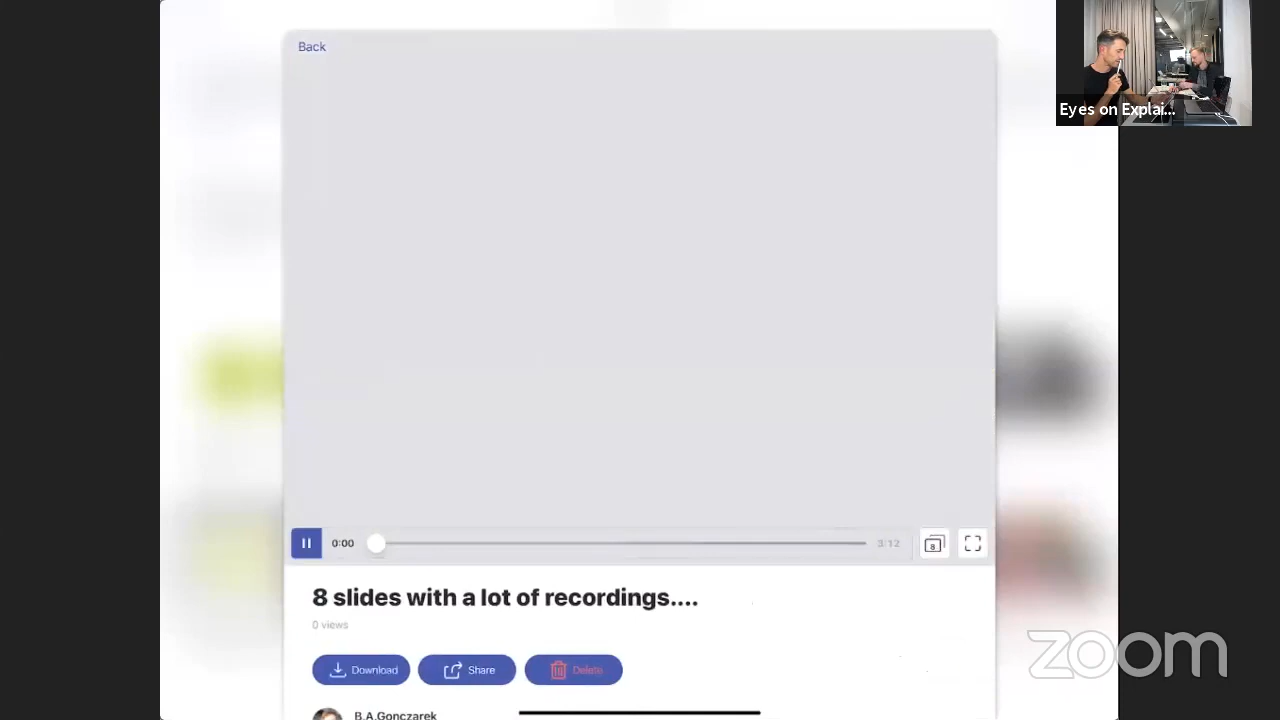 Back
Eyes on Explai...
0:00
3:12
8
8 slides with a lot of recordings....
0 views
Download
Share
Delete
B.A.Gonczarek
zoom